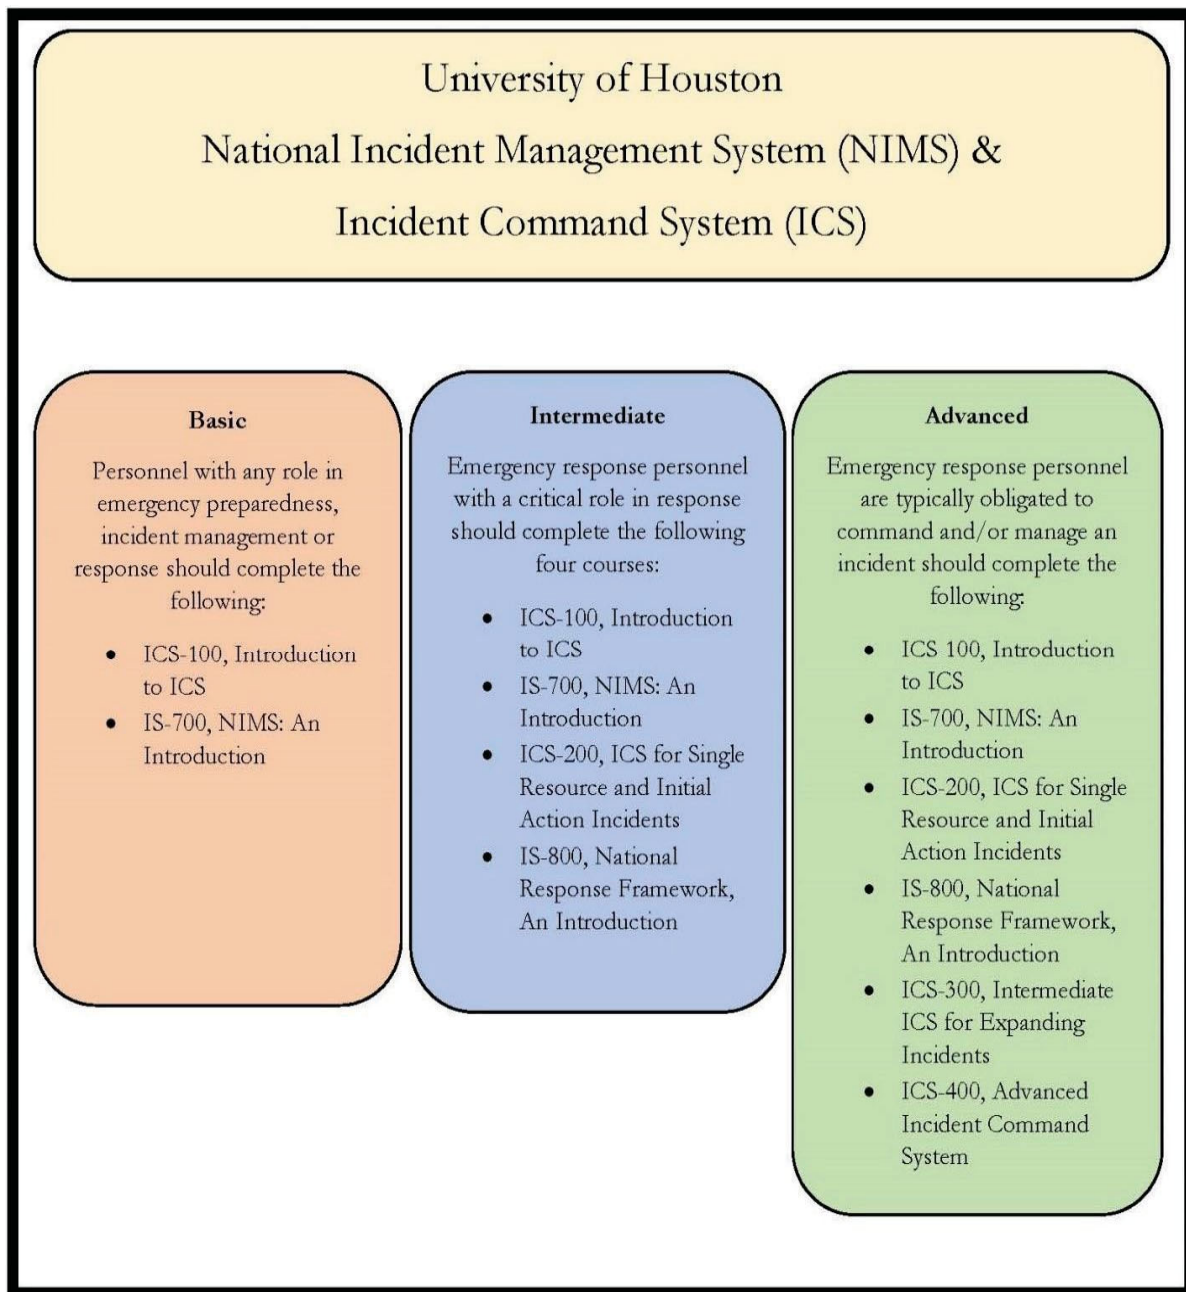 University of Houston
National Incident Management System (NIMS) &
Incident Command System (ICS)
Basic
Personnel with any role in
emergency preparedness,
incident management or
response should complete the
following:
• ICS-100, Introduction
to ICS
• IS-700, NIMS: An
Introduction
Intermediate
Emergency response personnel
with a critical role in response
should complete the following
four courses:
• ICS-100, Introduction
to ICS
• IS-700, NIMS: An
Introduction
• ICS-200, ICS for Single
Resource and Initial
Action Incidents
• IS-800, National
Response Framework,
An Introduction
Advanced
Emergency response personnel
are typically obligated to
command and/or manage an
incident should complete the
following:
• ICS 100, Introduction
to ICS
• IS-700, NIMS: An
Introduction
• ICS-200, ICS for Single
Resource and Initial
Action Incidents
• IS-800, National
Response Framework,
An Introduction
• ICS-300, Intermediate
ICS for Expanding
Incidents
• ICS-400, Advanced
Incident Command
System